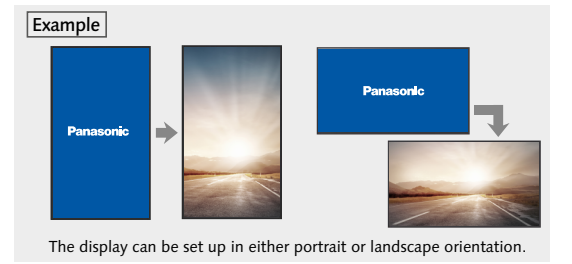 Example
Panasonic
Panasonic
The display can be set up in either portrait or landscape orientation.